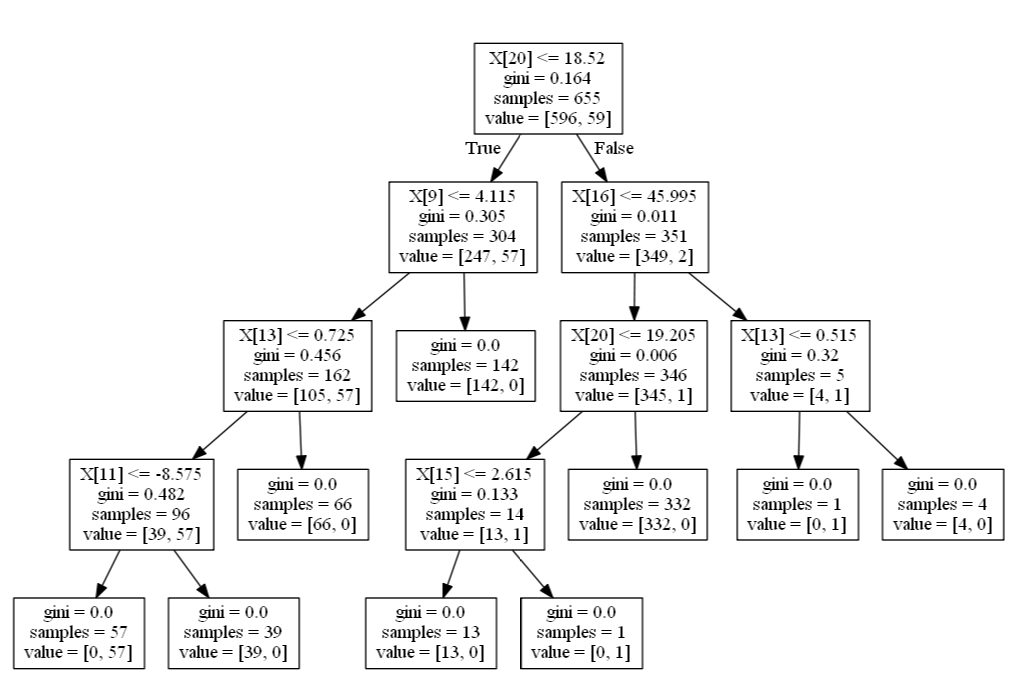 X[20] <= 18.52
gini = 0.164
samples = 655
value = [596, 59]
True
False
X[9] <= 4.115
gini = 0.305
samples = 304
value = [247, 57]
X[16] <= 45.995
gini = 0.011
samples = 351
value = [349, 2]
X[13] <= 0.725
gini = 0.456
samples = 162
value = [105, 57]
gini = 0.0
samples = 142
value = [142, 0]
X[20] <= 19.205
gini = 0.006
samples = 346
value = [345, 1]
X[13] <= 0.515
gini = 0.32
samples = 5
value = [4, 1]
X[11] <= -8.575
gini = 0.482
samples = 96
value = [39, 57]
gini = 0.0
samples = 66
value = [66, 0]
X[15] <= 2.615
gini = 0.133
samples = 14
value = [13, 1]
gini = 0.0
samples = 332
value = [332, 0]
gini = 0.0
samples = 1
value = [0, 1]
gini = 0.0
samples = 4
value = [4, 0]
gini = 0.0
samples = 57
value = [0, 57]
gini = 0.0
samples = 39
value = [39, 0]
gini = 0.0
samples = 13
value = [13, 0]
gini = 0.0
samples = 1
value = [0, 1]